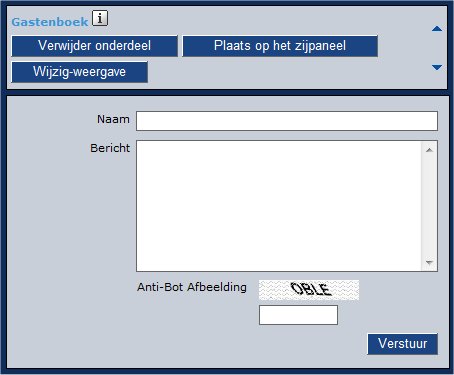 Gastenboek i
Verwijder onderdeel Plaats op het zijpaneel
Wijzig-weergave
Naam
Bericht
Anti-Bot Afbeelding OBLE
Verstuur